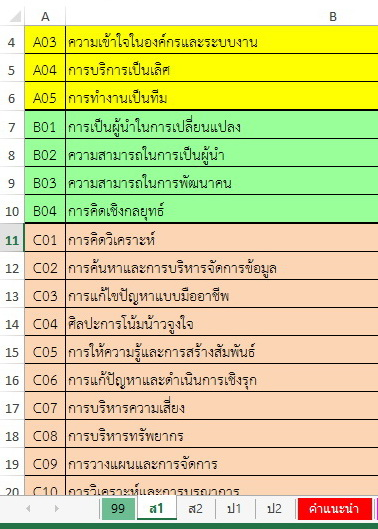 A B
4 A03 ความเข้าใจในองค์กรและระบบงาน
5 A04 การบริการเป็นเลิศ
6 A05 การทำงานเป็นทีม
7 B01 การเป็นผู้นำในการเปลี่ยนแปลง
8 B02 ความสามารถในการเป็นผู้นำ
9 B03 ความสามารถในการพัฒนาคน
10 B04 การคิดเชิงกลยุทธ์
11 C01 การคิดวิเคราะห์
12 C02 การค้นหาและการบริหารจัดการข้อมูล
13 C03 การแก้ไขปัญหาแบบมืออาชีพ
14 C04 ศิลปะการโน้มน้าวจูงใจ
15 C05 การให้ความรู้และการสร้างสัมพันธ์
16 C06 การแก้ปัญหาและดำเนินการเชิงรุก
17 C07 การบริหารความเสี่ยง
18 C08 การบริหารทรัพยากร
19 C09 การวางแผนและการจัดการ
20 C10 การวิเคราะห์และการบูรณาการ
99 ส1 ส2 ป1 ป2 คำแนะนำ